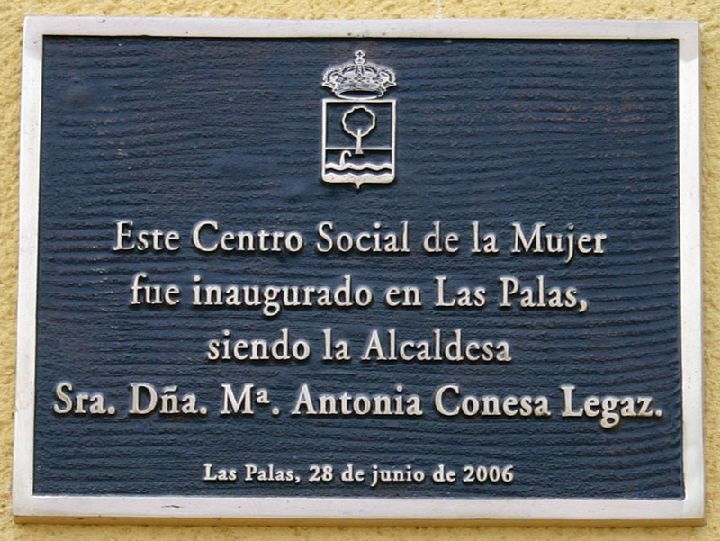 Este Centro Social de la Mujer
fue inaugurado en Las Palas,
siendo la Alcaldesa
Sra. Dña. Mª. Antonia Conesa Legaz.
Las Palas, 28 de junio de 2006